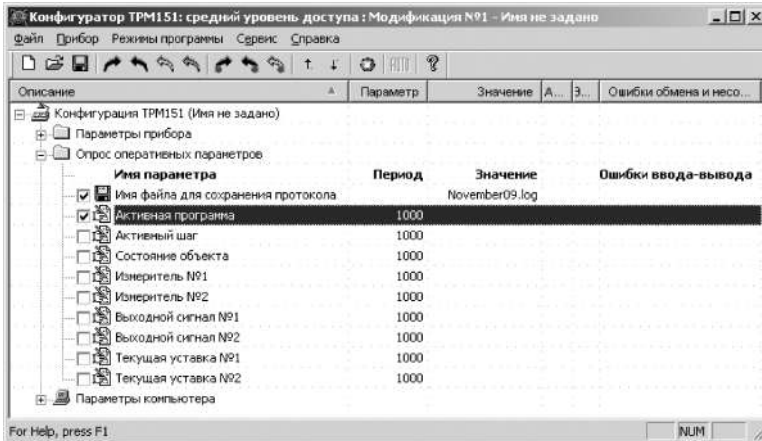 Конфигуратор ТРМ151: средний уровень доступа : Модификация №1 - Имя не задано
Файл Прибор Режимы программы Сервис Справка
Описание Параметр Значение А... Э... Ошибки обмена и несо...
Конфигурация ТРМ151 (Имя не задано)
Параметры прибора
Опрос оперативных параметров
Имя параметра Период Значение Ошибки ввода-вывода
Имя файла для сохранения протокола November09.log
Активная программа 1000
Активный шаг 1000
Состояние объекта 1000
Измеритель №1 1000
Измеритель №2 1000
Выходной сигнал №1 1000
Выходной сигнал №2 1000
Текущая уставка №1 1000
Текущая уставка №2 1000
Параметры компьютера
For Help, press F1 NUM